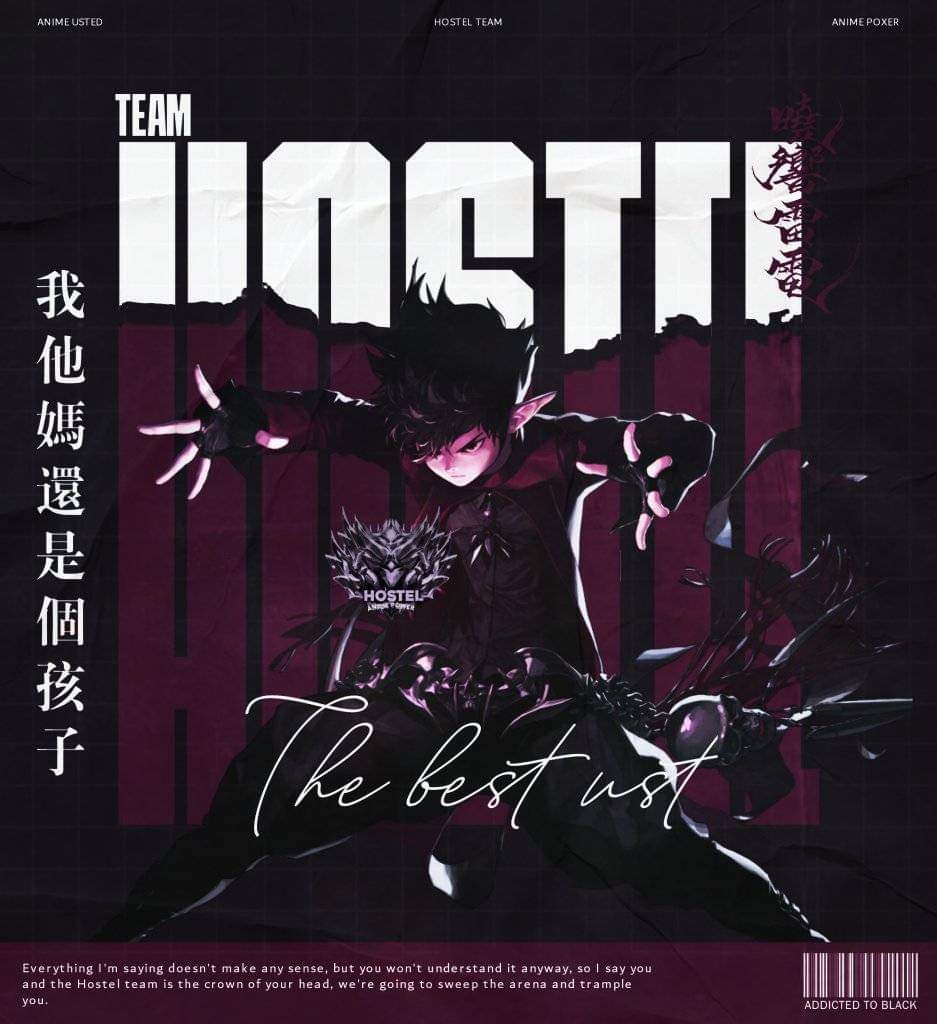 ANIME USTED
HOSTEL TEAM
ANIME POXER
TEAM
HOSTEL
我他媽還是個孩子
HOSTEL
The best ust
Everything I'm saying doesn't make any sense, but you won't understand it anyway, so I say you
and the Hostel team is the crown of your head, we're going to sweep the arena and trample
you.
ADDICTED TO BLACK